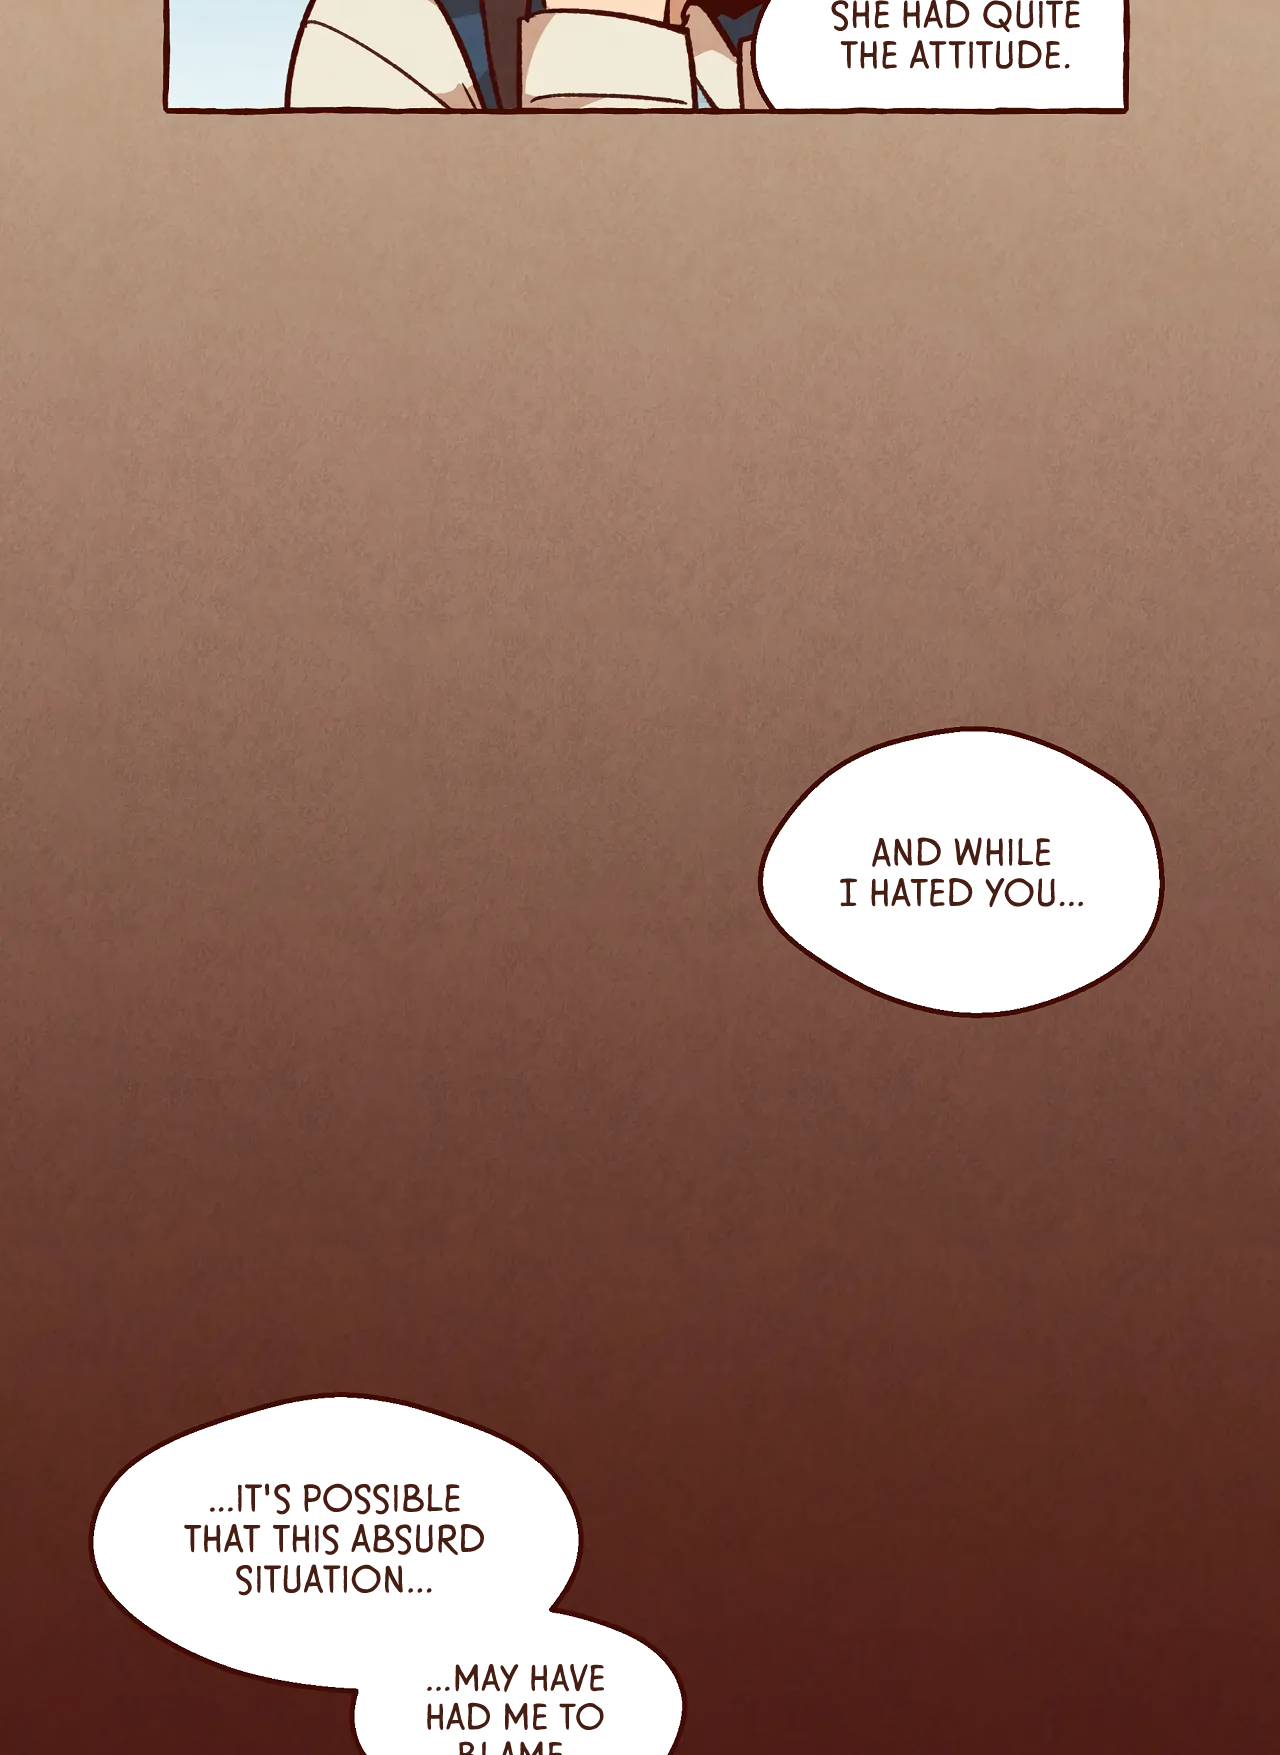 SHE HAD QUITE
THE ATTITUDE.
AND WHILE
I HATED YOU...
...IT'S POSSIBLE
THAT THIS ABSURD
SITUATION...
...MAY HAVE
HAD ME TO
BLAME